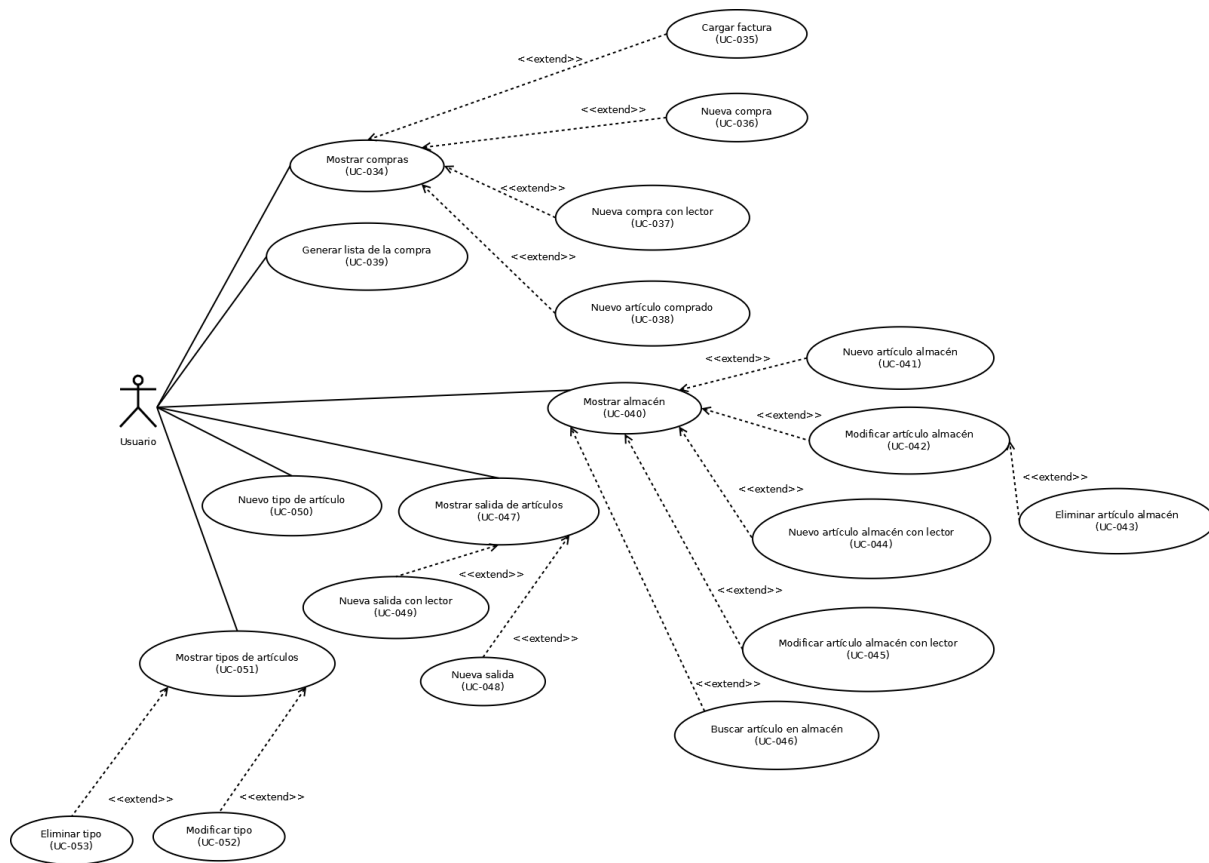 Cargar factura
(UC-035)
<<extend>>
<<extend>>
Nueva compra
(UC-036)
Mostrar compras
(UC-034)
<<extend>>
Nueva compra con lector
(UC-037)
Generar lista de la compra
(UC-039)
<<extend>>
Nuevo artículo comprado
(UC-038)
<<extend>>
Nuevo artículo almacén
(UC-041)
Usuario
Mostrar almacén
(UC-040)
<<extend>>
Modificar artículo almacén
(UC-042)
<<extend>>
<<extend>>
Nuevo tipo de artículo
(UC-050)
Mostrar salida de artículos
(UC-047)
Eliminar artículo almacén
(UC-043)
Nuevo artículo almacén con lector
(UC-044)
<<extend>>
<<extend>>
Nueva salida con lector
(UC-049)
<<extend>>
Mostrar tipos de artículos
(UC-051)
Modificar artículo almacén con lector
(UC-045)
Nueva salida
(UC-048)
<<extend>>
Buscar artículo en almacén
(UC-046)
<<extend>>
<<extend>>
Eliminar tipo
(UC-053)
Modificar tipo
(UC-052)